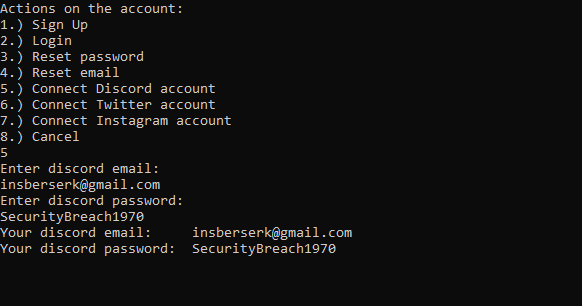 Actions on the account:
1.) Sign Up
2.) Login
3.) Reset password
4.) Reset email
5.) Connect Discord account
6.) Connect Twitter account
7.) Connect Instagram account
8.) Cancel
5
Enter discord email:
insberserk@gmail.com
Enter discord password:
SecurityBreach1970
Your discord email:     insberserk@gmail.com
Your discord password:  SecurityBreach1970